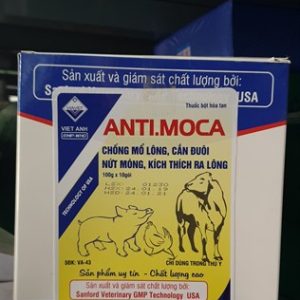 Sản xuất và giám sát chất lượng bởi:
USA
Thuốc bột hòa tan
VIET ANH
ANTI.MOCA
CHỐNG MỔ LÔNG, CẮN ĐUÔI
NỨT MÓNG, KÍCH THÍCH RA LÔNG
100g x 10gói
TECHNOLOGY OF USA
SĐK: VA-43
CHỈ DÙNG TRONG THÚ Y
Sản phẩm uy tín - Chất lượng cao
Sản xuất và giám sát chất lượng bởi:
Sanford Veterinary GMP Technology USA